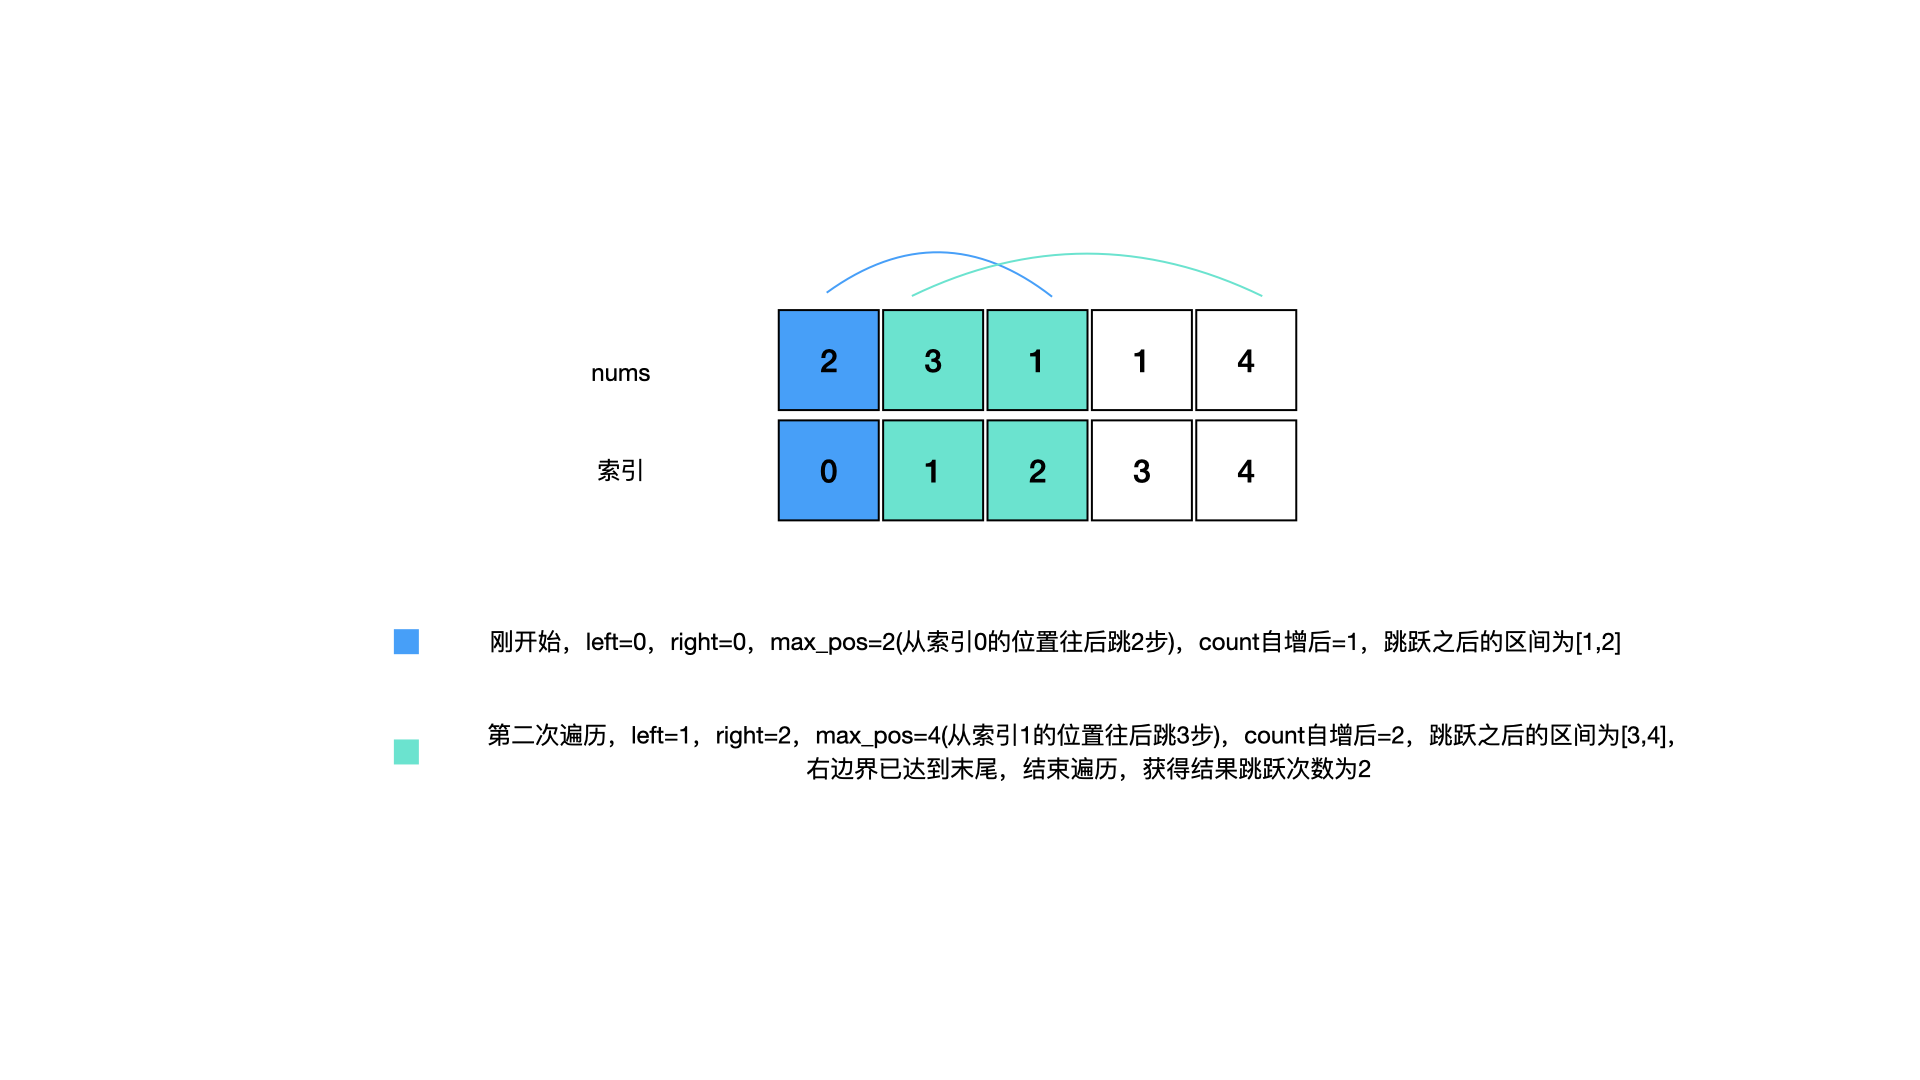 nums 2 3 1 1 4
索引 0 1 2 3 4
刚开始，left=0，right=0，max_pos=2(从索引0的位置往后跳2步)，count自增后=1，跳跃之后的区间为[1,2]
第二次遍历，left=1，right=2，max_pos=4(从索引1的位置往后跳3步)，count自增后=2，跳跃之后的区间为[3,4]，
右边界已达到末尾，结束遍历，获得结果跳跃次数为2